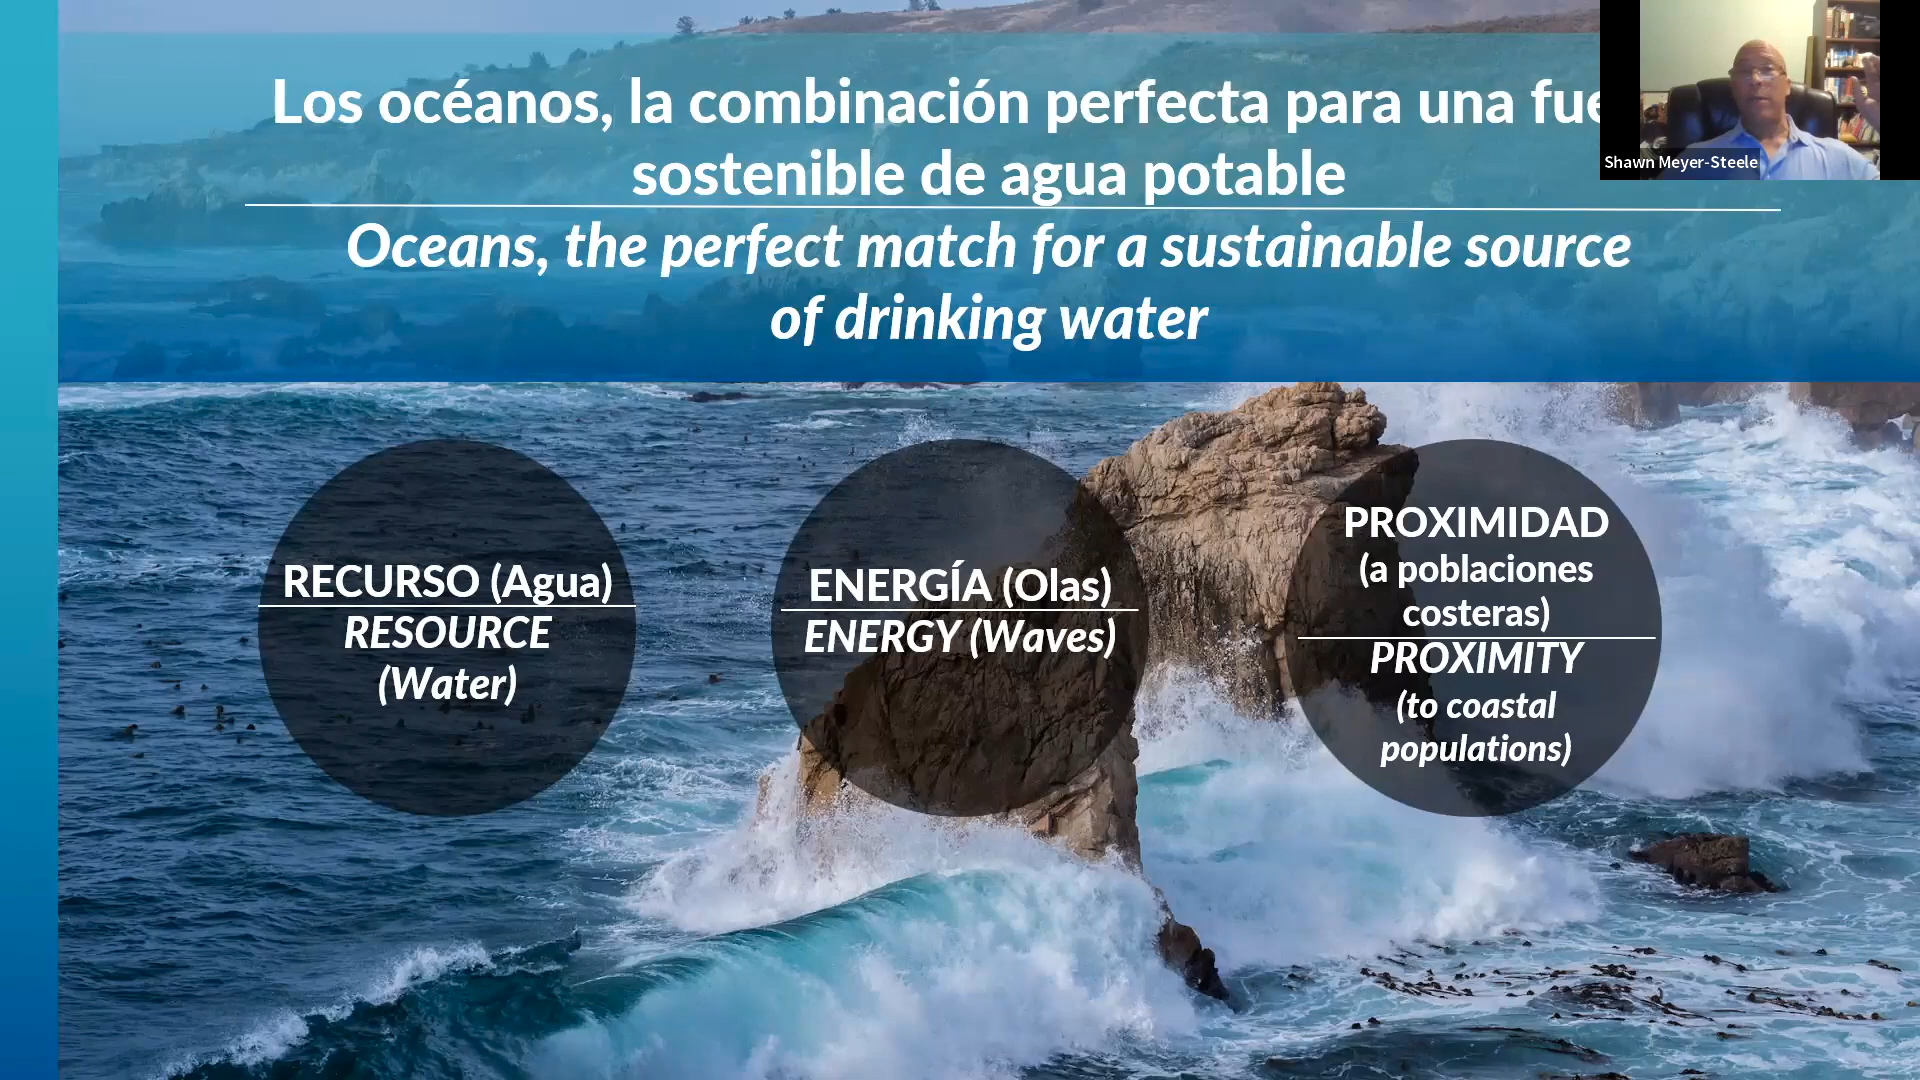 Los océanos, la combinación perfecta para una
sostenible de agua potable
Oceans, the perfect match for a sustainable source
of drinking water
Shawn Meyer-Steele
RECURSO (Agua)
RESOURCE
(Water)
ENERGÍA (Olas)
ENERGY (Waves)
PROXIMIDAD
(a poblaciones
costeras)
PROXIMITY
(to coastal
populations)